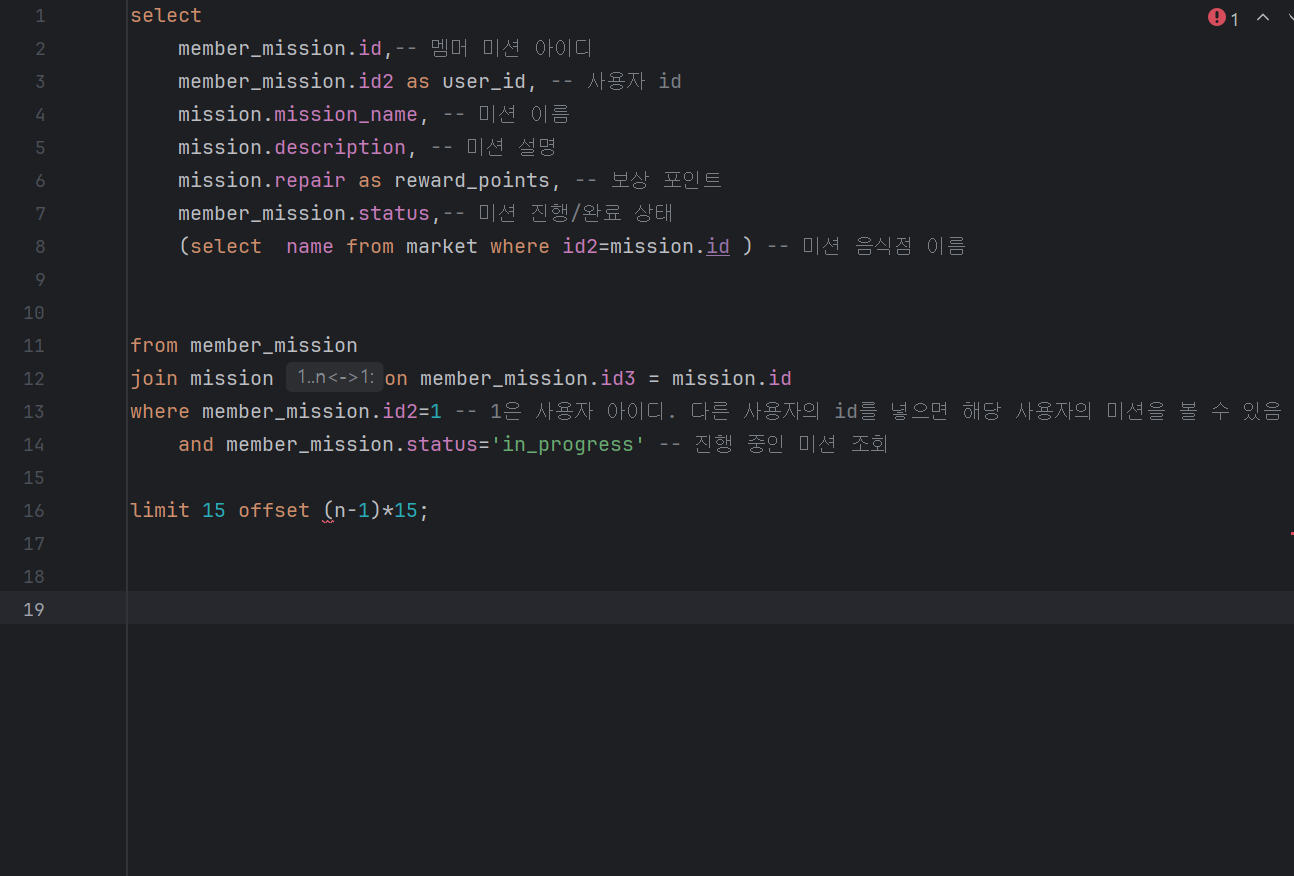 1 select
2 member_mission.id,-- 멤머 미션 아이디
3 member_mission.id2 as user_id, -- 사용자 id
4 mission.mission_name, -- 미션 이름
5 mission.description, -- 미션 설명
6 mission.repair as reward_points, -- 보상 포인트
7 member_mission.status,-- 미션 진행/완료 상태
8 (select  name from market where id2=mission.id ) -- 미션 음식점 이름
9
10
11 from member_mission
12 join mission 1..n<->1: on member_mission.id3 = mission.id
13 where member_mission.id2=1 -- 1은 사용자 아이디. 다른 사용자의 id를 넣으면 해당 사용자의 미션을 볼 수 있음
14 and member_mission.status='in_progress' -- 진행 중인 미션 조회
15
16 limit 15 offset (n-1)*15;
17
18
19
1